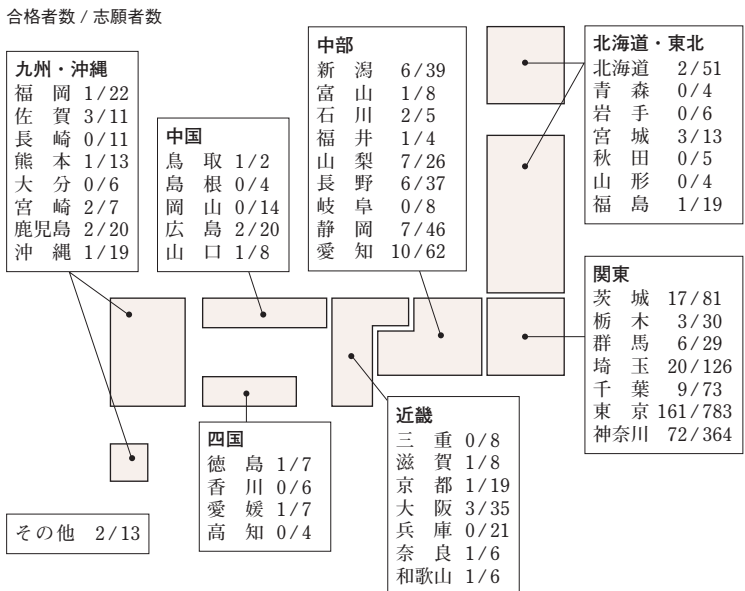 合格者数 / 志願者数
九州・沖縄
福岡 1/22
佐賀 3/11
長崎 0/11
熊本 1/13
大分 0/6
宮崎 2/7
鹿児島 2/20
沖縄 1/19
中国
鳥取 1/2
島根 0/4
岡山 0/14
広島 2/20
山口 1/8
中部
新潟 6/39
富山 1/8
石川 2/5
福井 1/4
山梨 7/26
長野 6/37
岐阜 0/8
静岡 7/46
愛知 10/62
北海道・東北
北海道 2/51
青森 0/4
岩手 0/6
宮城 3/13
秋田 0/5
山形 0/4
福島 1/19
関東
茨城 17/81
栃木 3/30
群馬 6/29
埼玉 20/126
千葉 9/73
東京 161/783
神奈川 72/364
四国
徳島 1/7
香川 0/6
愛媛 1/7
高知 0/4
近畿
三重 0/8
滋賀 1/8
京都 1/19
大阪 3/35
兵庫 0/21
奈良 1/6
和歌山 1/6
その他 2/13